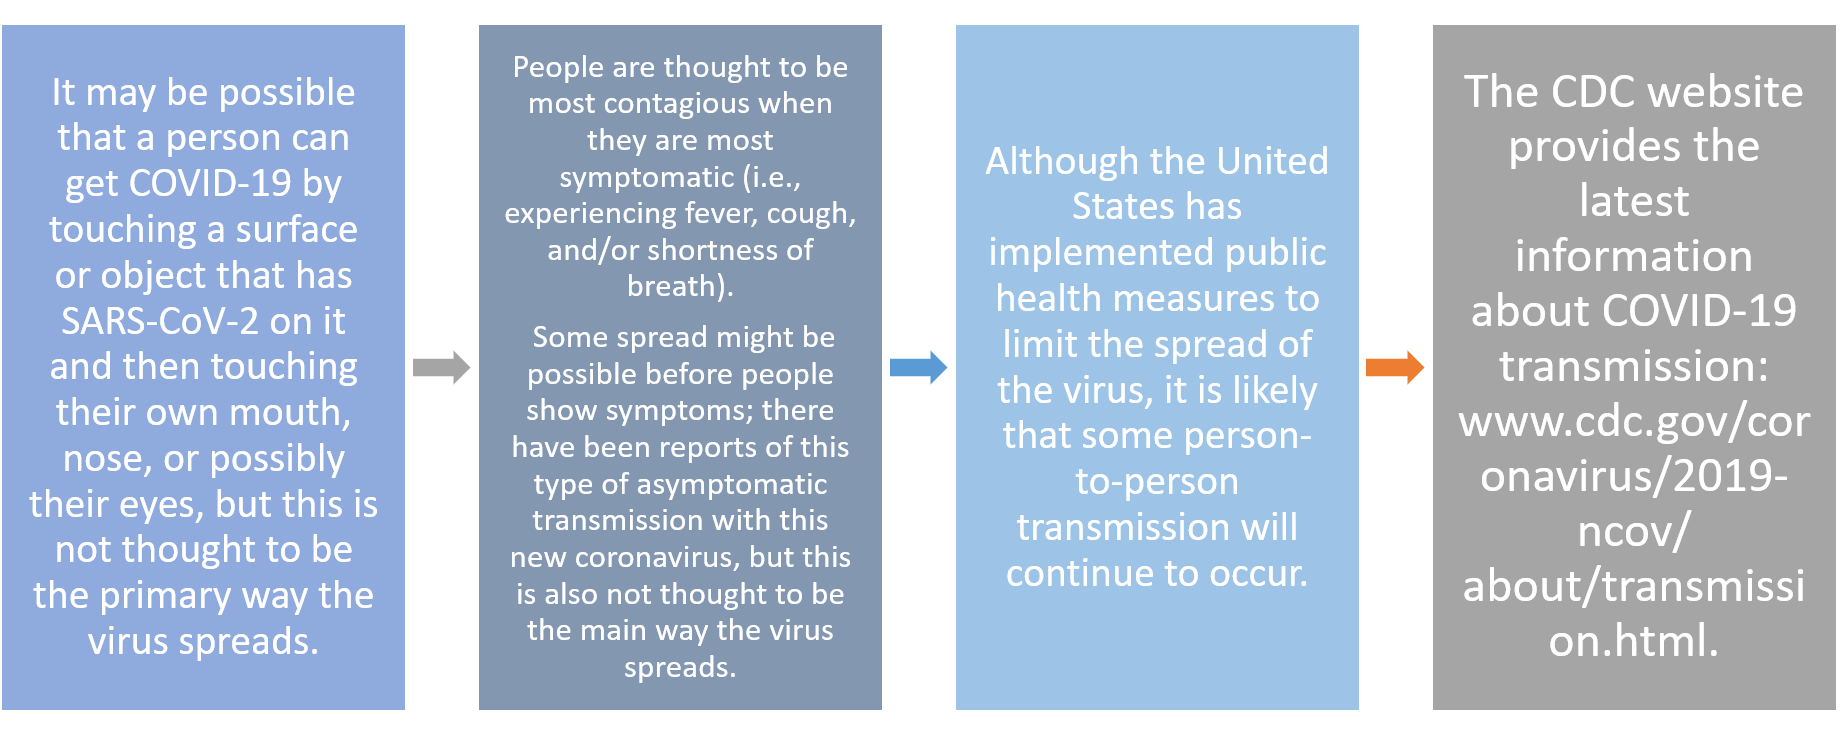 It may be possible
that a person can
get COVID-19 by
touching a surface
or object that has
SARS-CoV-2 on it
and then touching
their own mouth,
nose, or possibly
their eyes, but this is
not thought to be
the primary way the
virus spreads.
People are thought to be
most contagious when
they are most
symptomatic (i.e.,
experiencing fever, cough,
and/or shortness of
breath).
Some spread might be
possible before people
show symptoms; there
have been reports of this
type of asymptomatic
transmission with this
new coronavirus, but this
is also not thought to be
the main way the virus
spreads.
Although the United
States has
implemented public
health measures to
limit the spread of
the virus, it is likely
that some person-
to-person
transmission will
continue to occur.
The CDC website
provides the
latest
information
about COVID-19
transmission:
www.cdc.gov/cor
onavirus/2019-
ncov/
about/transmissi
on.html.